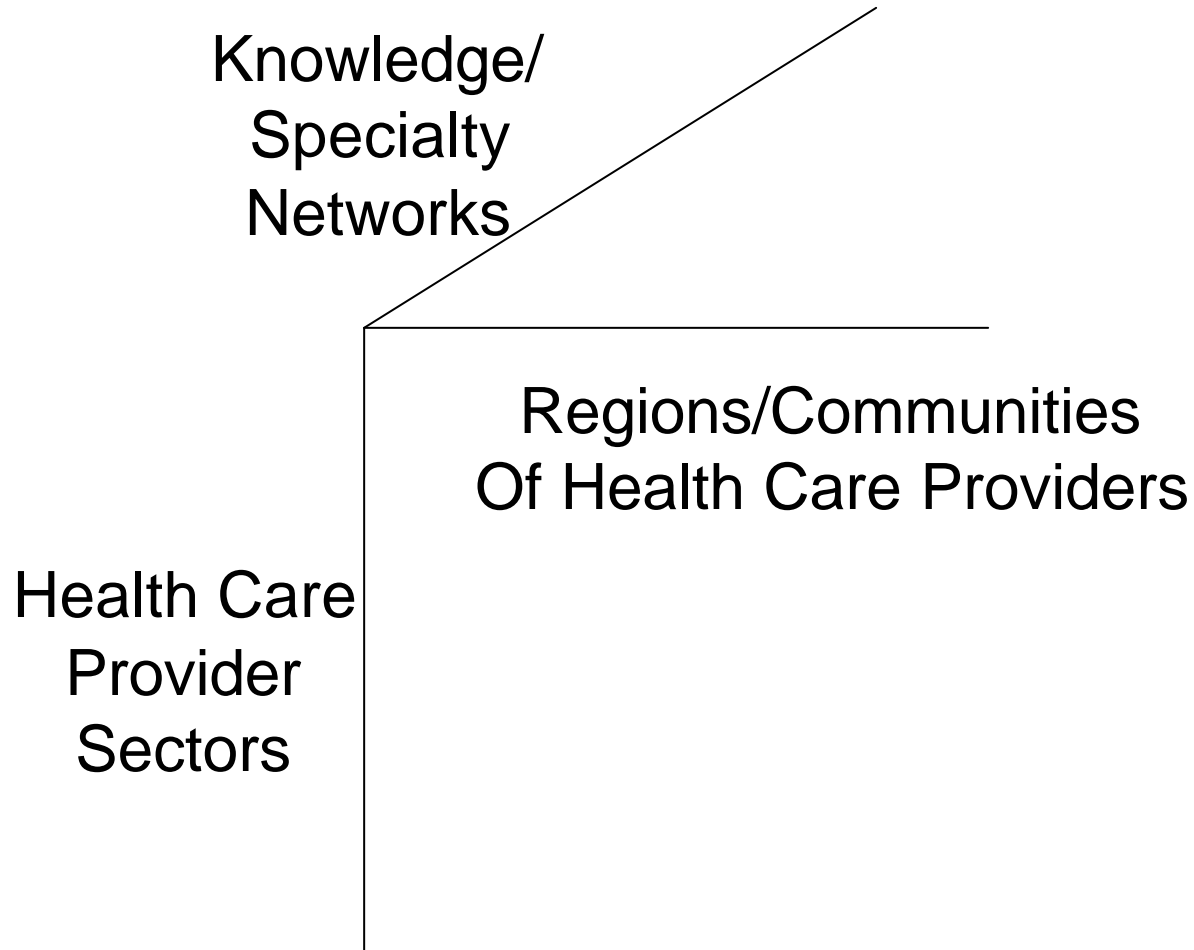 Knowledge/
Specialty
Networks
Regions/Communities
Of Health Care Providers
Health Care
Provider
Sectors